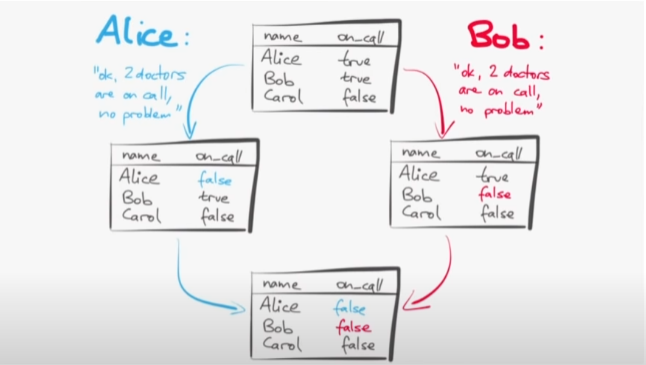 Alice:
"ok, 2 doctors
are on call,
no problem"
name on_call
Alice true
Bob true
Carol false
Bob:
"ok, 2 doctors
are on call,
no problem"
name on_call
Alice false
Bob true
Carol false
name on_call
Alice true
Bob false
Carol false
name on_call
Alice false
Bob false
Carol false